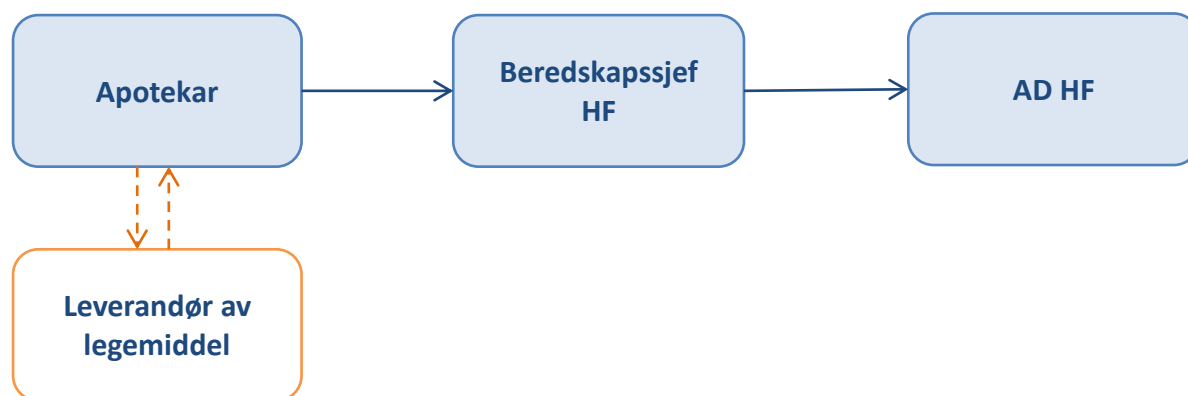 Apotekar
Beredskapssjef
HF
AD HF
Leverandør av
legemiddel